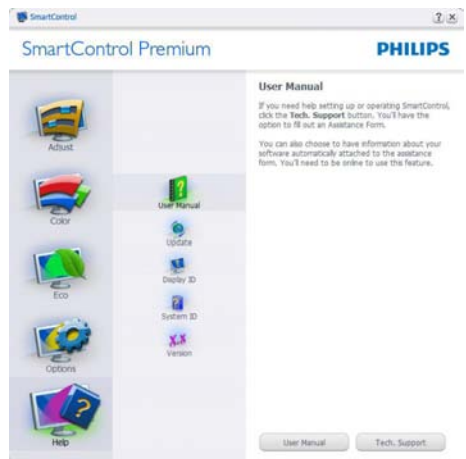 SmartControl
? X
SmartControl Premium
PHILIPS
Adjust
Color
Eco
Options
Help
User Manual
Update
Display ID
System ID
X.X
Version
User Manual
If you need help setting up or operating SmartControl,
click the Tech. Support button. You'll have the
option to fill out an Assistance Form.
You can also choose to have information about your
software automatically attached to the assistance
form. You'll need to be online to use this feature.
User Manual
Tech. Support